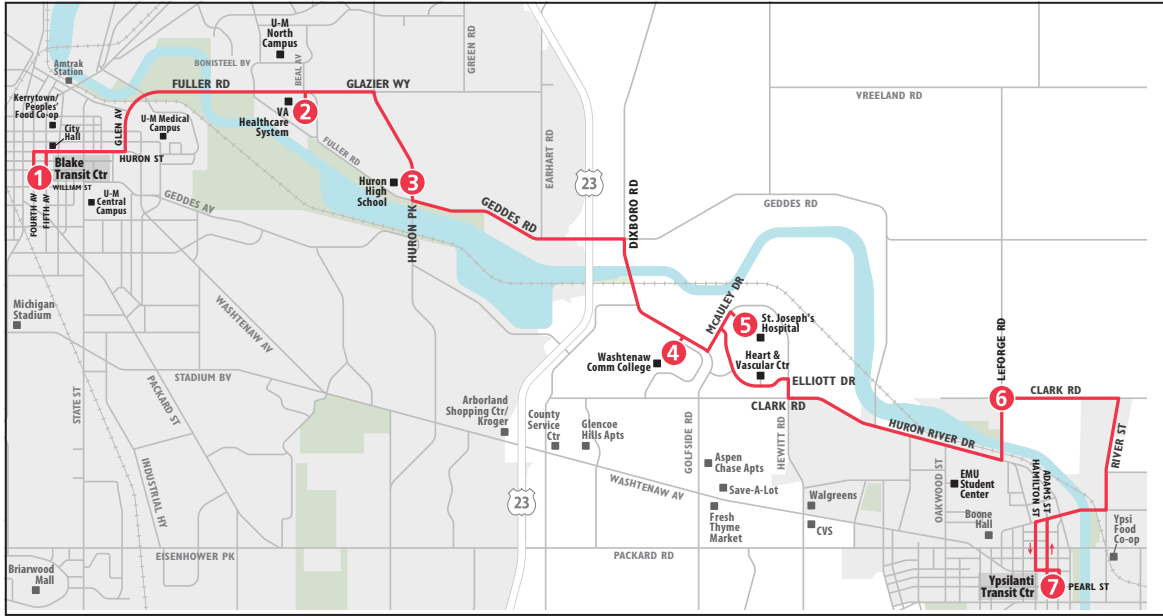 U-M
North
Campus
BONISTEEL BV
BEAL AV
GREEN RD
Amtrak
Station
FULLER RD
GLAZIER WY
VREELAND RD
Kerrytown/
Peoples'
Food Co-op
GLEN AV
U-M Medical
Campus
VA
Healthcare
System
2
City
Hall
FULLER RD
EARHART RD
HURON ST
Blake
Transit Ctr
1
WILLIAM ST
Huron
High
School
3
23
DIXBORO RD
FOURTH AV
FIFTH AV
U-M
Central
Campus
GEDDES AV
HURON PK
GEDDES RD
GEDDES RD
Michigan
Stadium
WASHTENAW AV
MCAULEY DR
5
St. Joseph's
Hospital
4
Washtenaw
Comm College
Heart &
Vascular Ctr
LEFORGE RD
STADIUM BV
ELLIOTT DR
CLARK RD
6
CLARK RD
STATE ST
PACKARD ST
Arborland
Shopping Ctr/
Kroger
County
Service
Ctr
Glencoe
Hills Apts
GOLFSIDE RD
HEWITT RD
HURON RIVER DR
RIVER ST
INDUSTRIAL HY
Aspen
Chase Apts
Save-A-Lot
WASHTENAW AV
Walgreens
OAKWOOD ST
EMU
Student
Center
HAMILTON ST
ADAMS ST
23
Fresh
Thyme
Market
CVS
Boone
Hall
Ypsi
Food
Co-op
EISENHOWER PK
PACKARD RD
Briarwood
Mall
Ypsilanti
Transit Ctr
7
PEARL ST